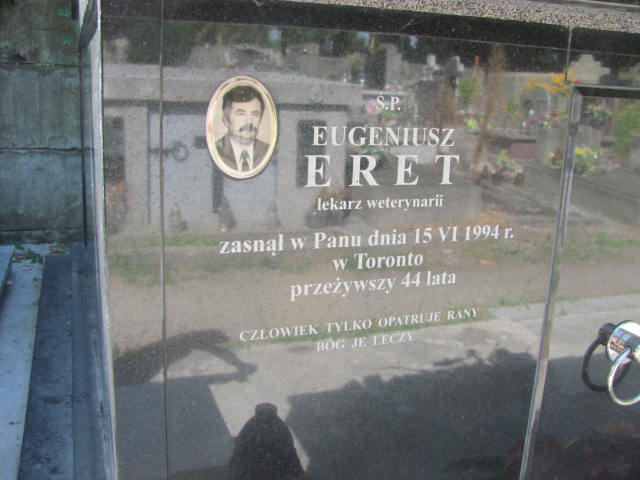 Ś.P.
EUGENIUSZ
ERET
lekarz weterynarii
zasnął w Panu dnia 15 VI 1994 r.
w Toronto
przeżywszy 44 lata
CZŁOWIEK TYLKO OPATRUJE RANY
BÓG JE LECZY